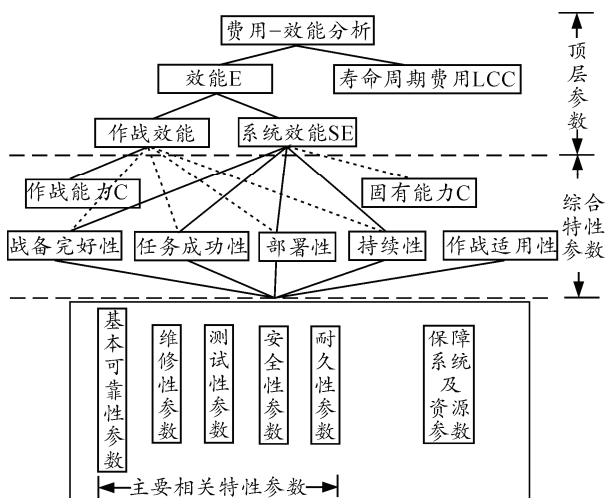 费用-效能分析
顶层参数
效能E
寿命周期费用LCC
作战效能
系统效能SE
作战能力C
固有能力C
综合特性参数
战备完好性
任务成功性
部署性
持续性
作战适用性
基本可靠性参数
维修性参数
测试性参数
安全性参数
耐久性参数
保障系统及资源参数
主要相关特性参数